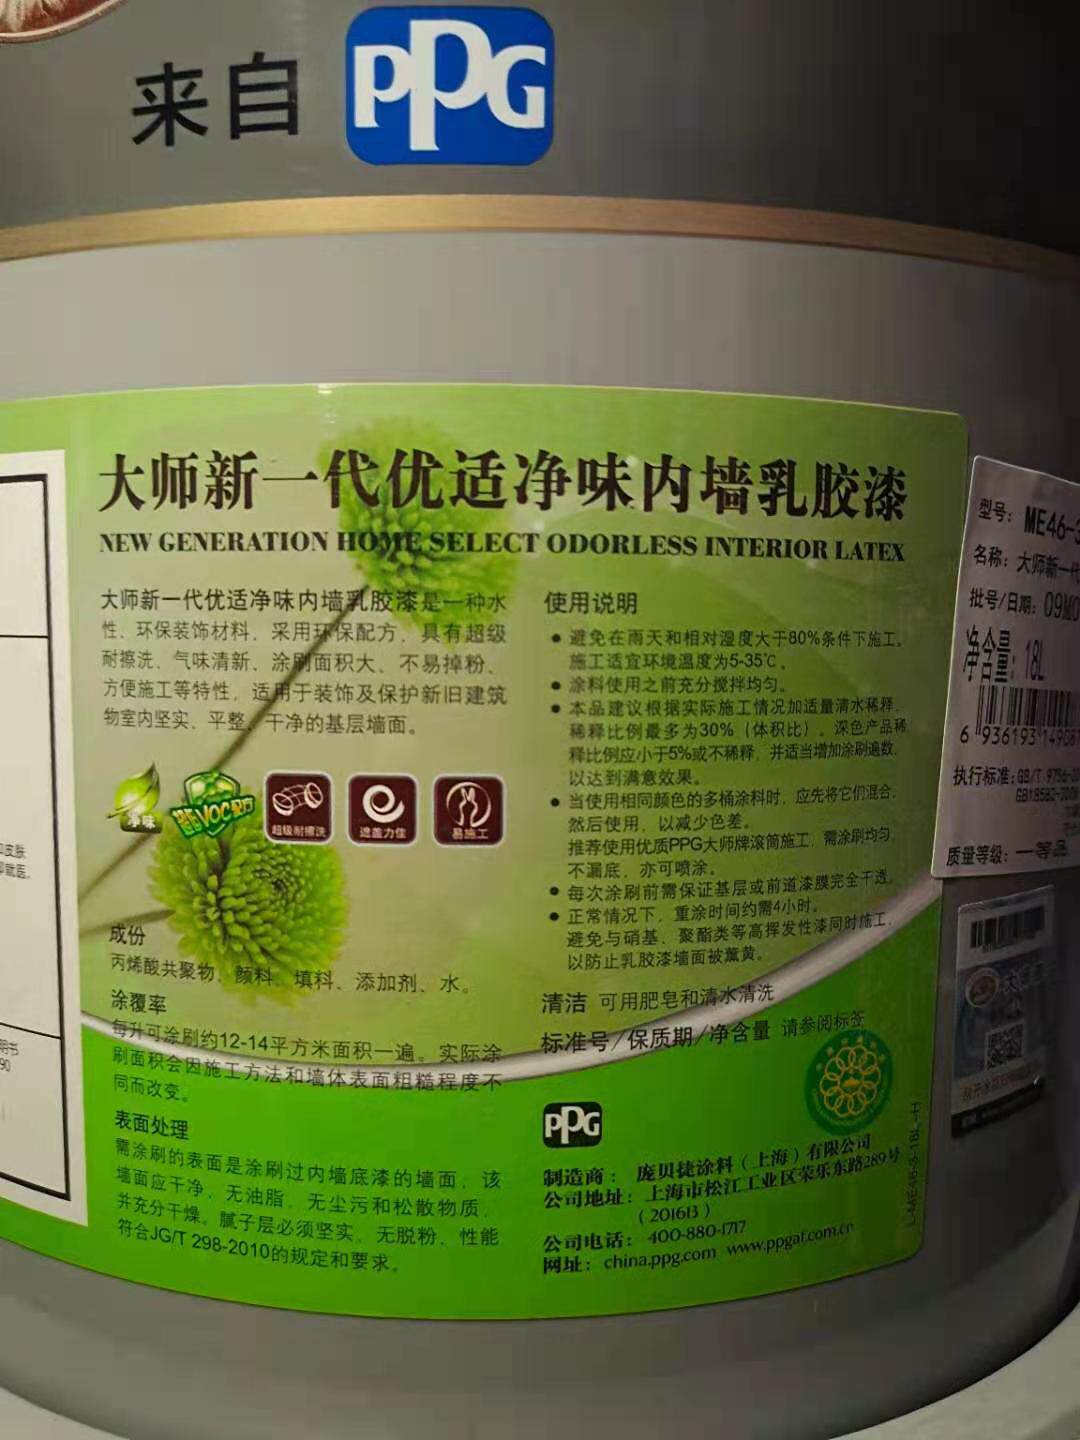 来自 PPG
大师新一代优适净味内墙乳胶漆
NEW GENERATION HOME SELECT ODORLESS INTERIOR LATEX
大师新一代优适净味内墙乳胶漆是一种水
性、环保装饰材料，采用环保配方，具有超级
耐擦洗、气味清新、涂刷面积大、不易掉粉、
方便施工等特性，适用于装饰及保护新旧建筑
物室内坚实、平整、干净的基层墙面。
净味
VOC
超级耐擦洗
遮盖力佳
易施工
成份
丙烯酸共聚物、颜料、填料、添加剂、水。
涂覆率
每升可涂刷约12-14平方米面积一遍。实际涂
刷面积会因施工方法和墙体表面粗糙程度不
同而改变。
表面处理
需涂刷的表面是涂刷过内墙底漆的墙面，该
墙面应干净，无油脂，无尘污和松散物质，
并充分干燥。腻子层必须坚实，无脱粉，性能
符合JG/T 298-2010的规定和要求。
使用说明
● 避免在雨天和相对湿度大于80%条件下施工。
施工适宜环境温度为5-35℃。
● 涂料使用之前充分搅拌均匀。
● 本品建议根据实际施工情况加适量清水稀释，
稀释比例最多为30%（体积比）。深色产品稀
释比例应小于5%或不稀释，并适当增加涂刷遍数，
以达到满意效果。
● 当使用相同颜色的多桶涂料时，应先将它们混合，
然后使用，以减少色差。
推荐使用优质PPG大师牌滚筒施工，需涂刷均匀，
不漏底，亦可喷涂。
● 每次涂刷前需保证基层或前道漆膜完全干透。
● 正常情况下，重涂时间约需4小时。
避免与硝基、聚酯类等高挥发性漆同时施工，
以防止乳胶漆墙面被薰黄。
清洁 可用肥皂和清水清洗
标准号/保质期/净含量 请参阅标签
PPG
制造商：庞贝捷涂料（上海）有限公司
公司地址：上海市松江工业区荣乐东路289号
（201613）
公司电话：400-880-1717
网址：china.ppg.com www.ppgaf.com.cn
型号：ME46-3
名称：大师新一代
批号/日期：09M0
净含量：18L
6 936193 14908
执行标准：GB/T 9756-20
GB18582-2008
质量等级：一等品
皮肤
即就医。
明书
90